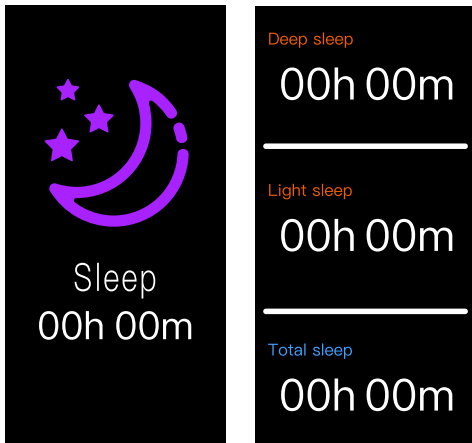 Sleep
00h 00m
Deep sleep
00h 00m
Light sleep
00h 00m
Total sleep
00h 00m